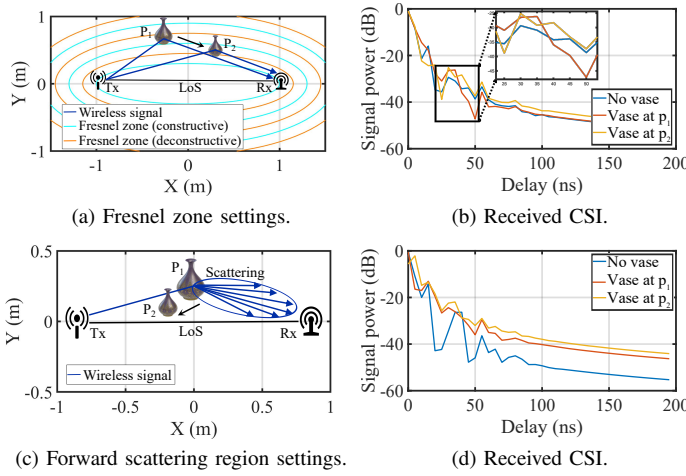 1
P₁
P₂
Y (m)
0
Tx
LoS
Rx
Wireless signal
Fresnel zone (constructive)
Fresnel zone (deconstructive)
-1
-1
0
1
X (m)
(a) Fresnel zone settings.
0
Signal power (dB)
-20
-40
-60
No vase
Vase at p₁
Vase at p₂
0
50
100
150
200
Delay (ns)
(b) Received CSI.
0.5
P₁
Scattering
P₂
Y (m)
0
Tx
LoS
Rx
Wireless signal
-0.5
-1
-0.5
0
0.5
1
X (m)
(c) Forward scattering region settings.
0
Signal power (dB)
-20
-40
-60
No vase
Vase at p₁
Vase at p₂
0
50
100
150
200
Delay (ns)
(d) Received CSI.